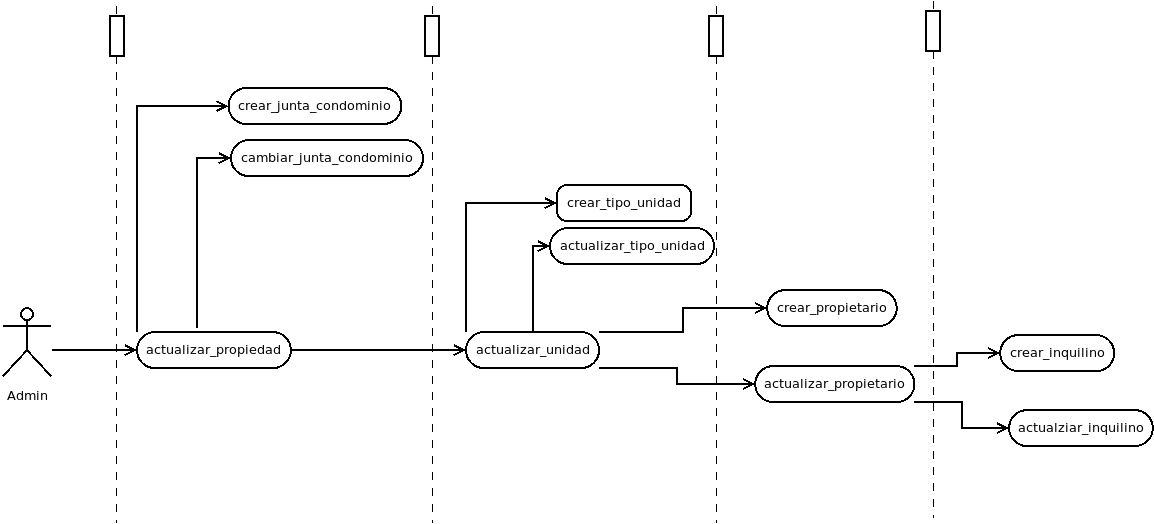 crear_junta_condominio
cambiar_junta_condominio
crear_tipo_unidad
actualizar_tipo_unidad
crear_propietario
actualizar_propiedad
actualizar_unidad
crear_inquilino
actualizar_propietario
Admin
actualziar_inquilino